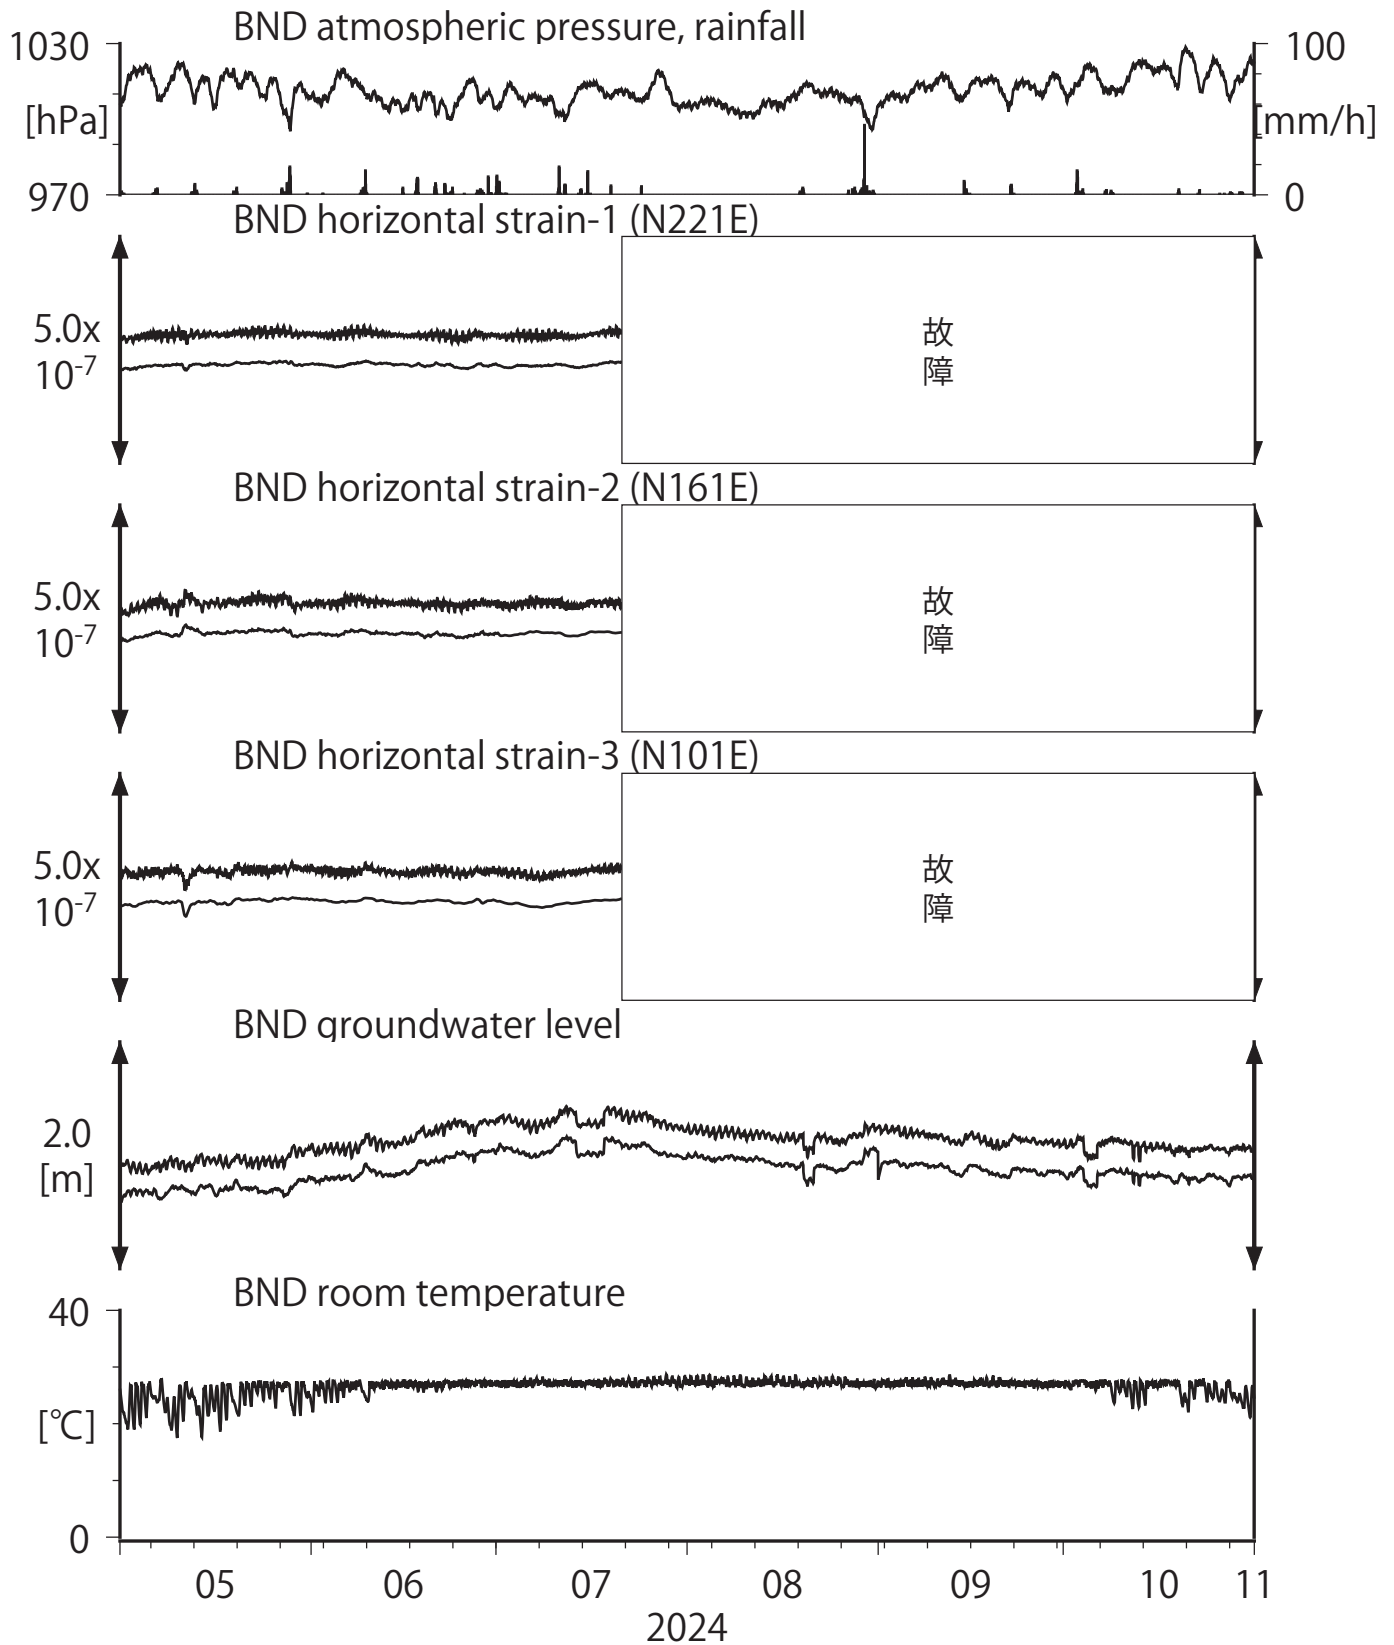 BND atmospheric pressure, rainfall
1030
100
[hPa]
[mm/h]
970
0
BND horizontal strain-1 (N221E)
5.0x
10-7
故
障
BND horizontal strain-2 (N161E)
5.0x
10-7
故
障
BND horizontal strain-3 (N101E)
5.0x
10-7
故
障
BND groundwater level
2.0
[m]
BND room temperature
40
[℃]
0
05 06 07 08 09 10 11
2024